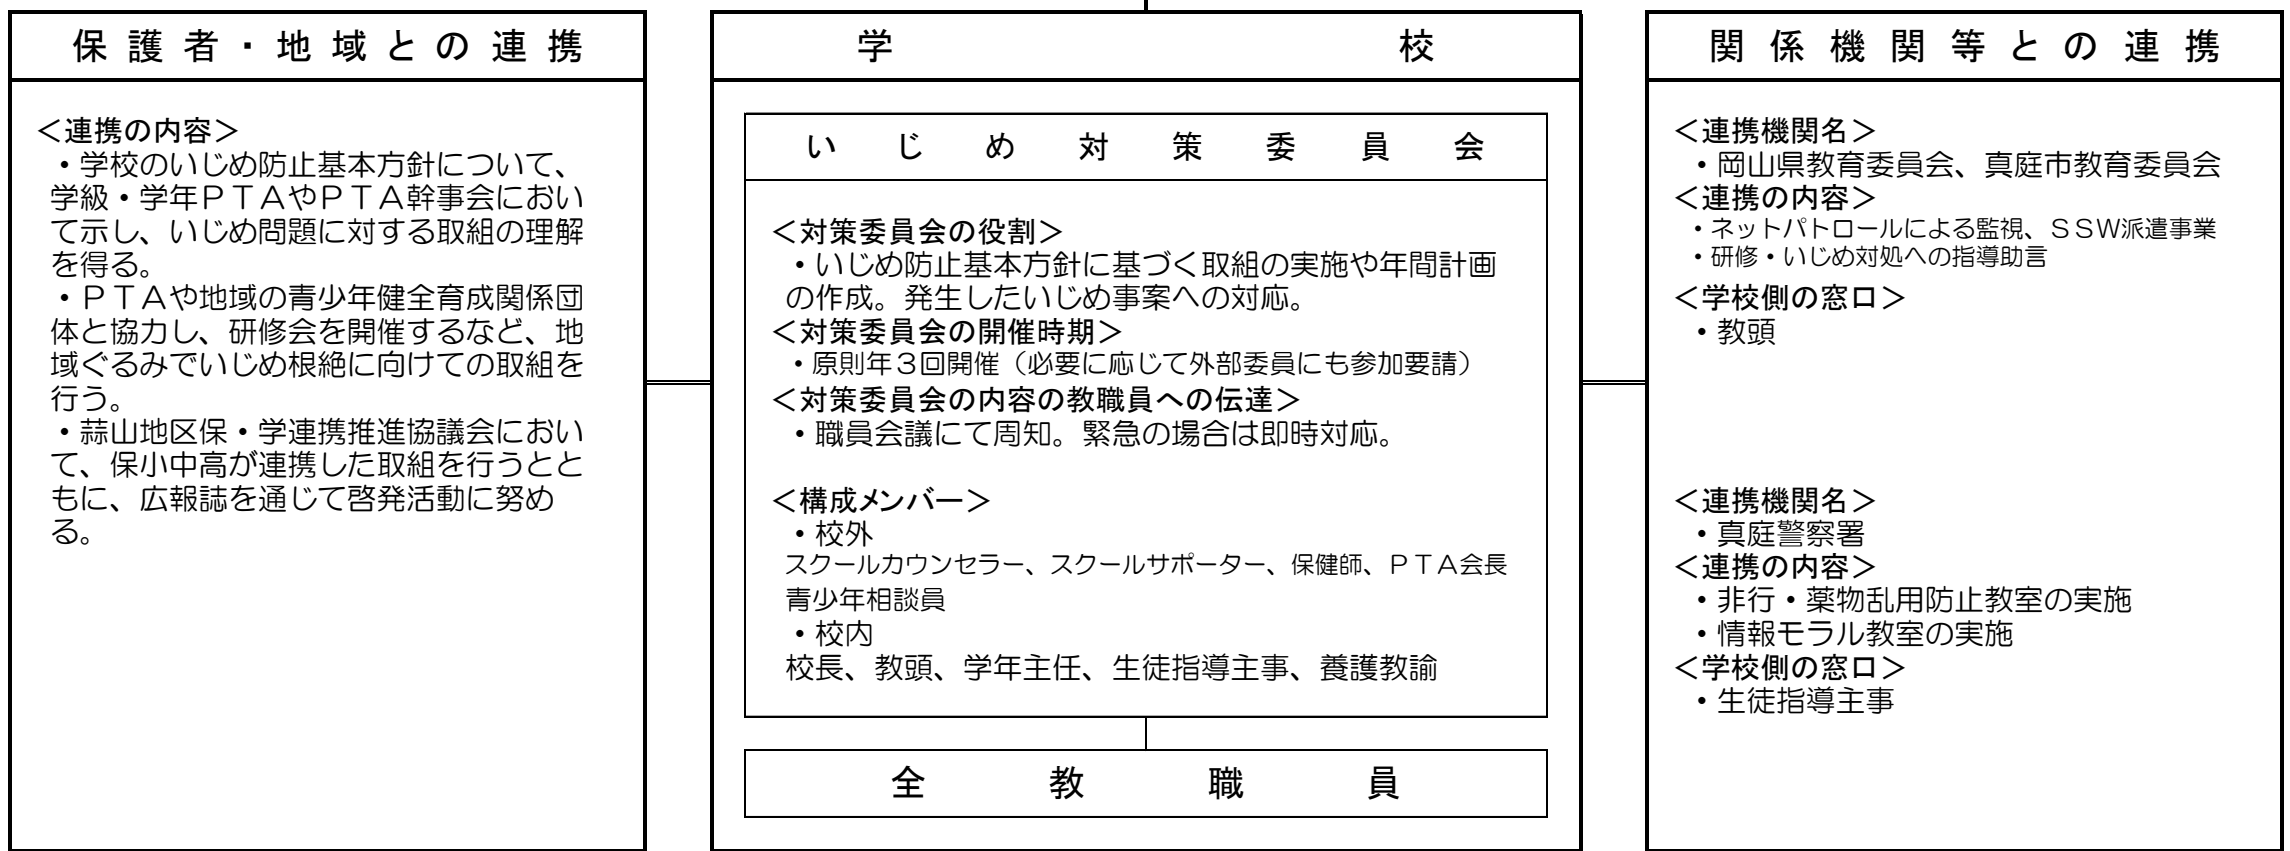 保護者・地域との連携
＜連携の内容＞
・学校のいじめ防止基本方針について、
学級・学年ＰＴＡやＰＴＡ幹事会におい
て示し、いじめ問題に対する取組の理解
を得る。
・ＰＴＡや地域の青少年健全育成関係団
体と協力し、研修会を開催するなど、地
域ぐるみでいじめ根絶に向けての取組を
行う。
・蒜山地区保・学連携推進協議会におい
て、保小中高が連携した取組を行うとと
もに、広報誌を通じて啓発活動に努め
る。
学校
いじめ対策委員会
＜対策委員会の役割＞
・いじめ防止基本方針に基づく取組の実施や年間計画
の作成。発生したいじめ事案への対応。
＜対策委員会の開催時期＞
・原則年３回開催（必要に応じて外部委員にも参加要請）
＜対策委員会の内容の教職員への伝達＞
・職員会議にて周知。緊急の場合は即時対応。
＜構成メンバー＞
・校外
スクールカウンセラー、スクールサポーター、保健師、ＰＴＡ会長
青少年相談員
・校内
校長、教頭、学年主任、生徒指導主事、養護教諭
全教職員
関係機関等との連携
＜連携機関名＞
・岡山県教育委員会、真庭市教育委員会
＜連携の内容＞
・ネットパトロールによる監視、ＳＳＷ派遣事業
・研修・いじめ対処への指導助言
＜学校側の窓口＞
・教頭
＜連携機関名＞
・真庭警察署
＜連携の内容＞
・非行・薬物乱用防止教室の実施
・情報モラル教室の実施
＜学校側の窓口＞
・生徒指導主事